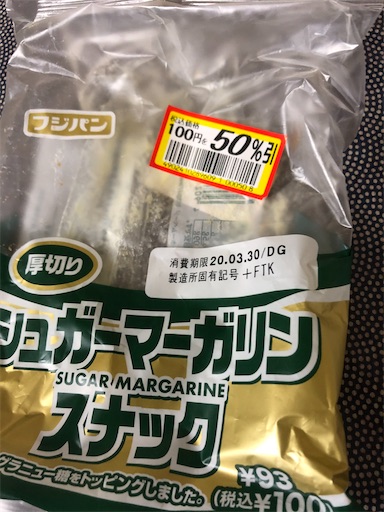 フジパン
税込価格
100円を 50%引
消費期限 20.03.30/DG
製造所固有記号 +FTK
厚切り
シュガーマーガリン
SUGAR MARGARINE
スナック
グラニュー糖をトッピングしました。
¥93
(税込¥100)